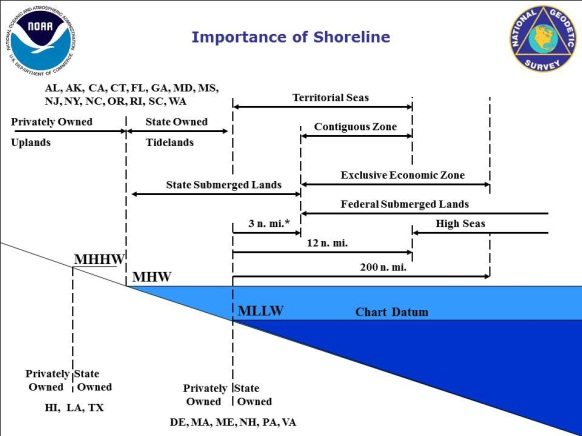 NATIONAL OCEANIC AND ATMOSPHERIC ADMINISTRATION
NOAA
U.S. DEPARTMENT OF COMMERCE
Importance of Shoreline
NATIONAL GEODETIC
SURVEY
AL, AK, CA, CT, FL, GA, MD, MS,
NJ, NY, NC, OR, RI, SC, WA
Territorial Seas
Privately Owned
State Owned
Contiguous Zone
Uplands
Tidelands
Exclusive Economic Zone
State Submerged Lands
Federal Submerged Lands
3 n. mi.*
High Seas
12 n. mi.
MHHW
200 n. mi.
MHW
MLLW
Chart Datum
Privately State
Owned Owned
HI, LA, TX
Privately State
Owned Owned
DE, MA, ME, NH, PA, VA